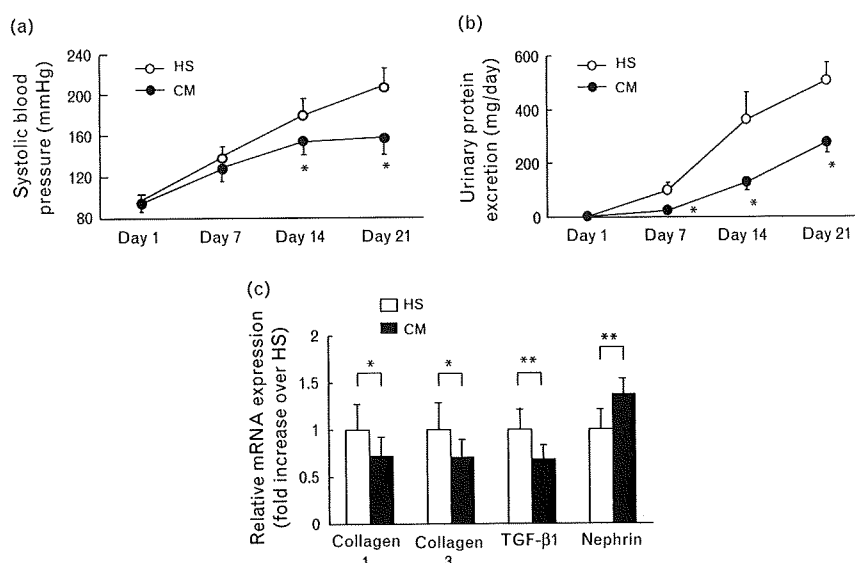 (a)
240
200
160
120
80
Systolic blood
pressure (mmHg)
HS
CM
*
*
Day 1
Day 7
Day 14
Day 21
(b)
600
400
200
0
Urinary protein
excretion (mg/day)
HS
CM
*
*
*
Day 1
Day 7
Day 14
Day 21
(c)
HS
CM
Relative mRNA expression
(fold increase over HS)
2
1.5
1
0.5
0
*
*
**
**
Collagen
1
Collagen
3
TGF-β1
Nephrin